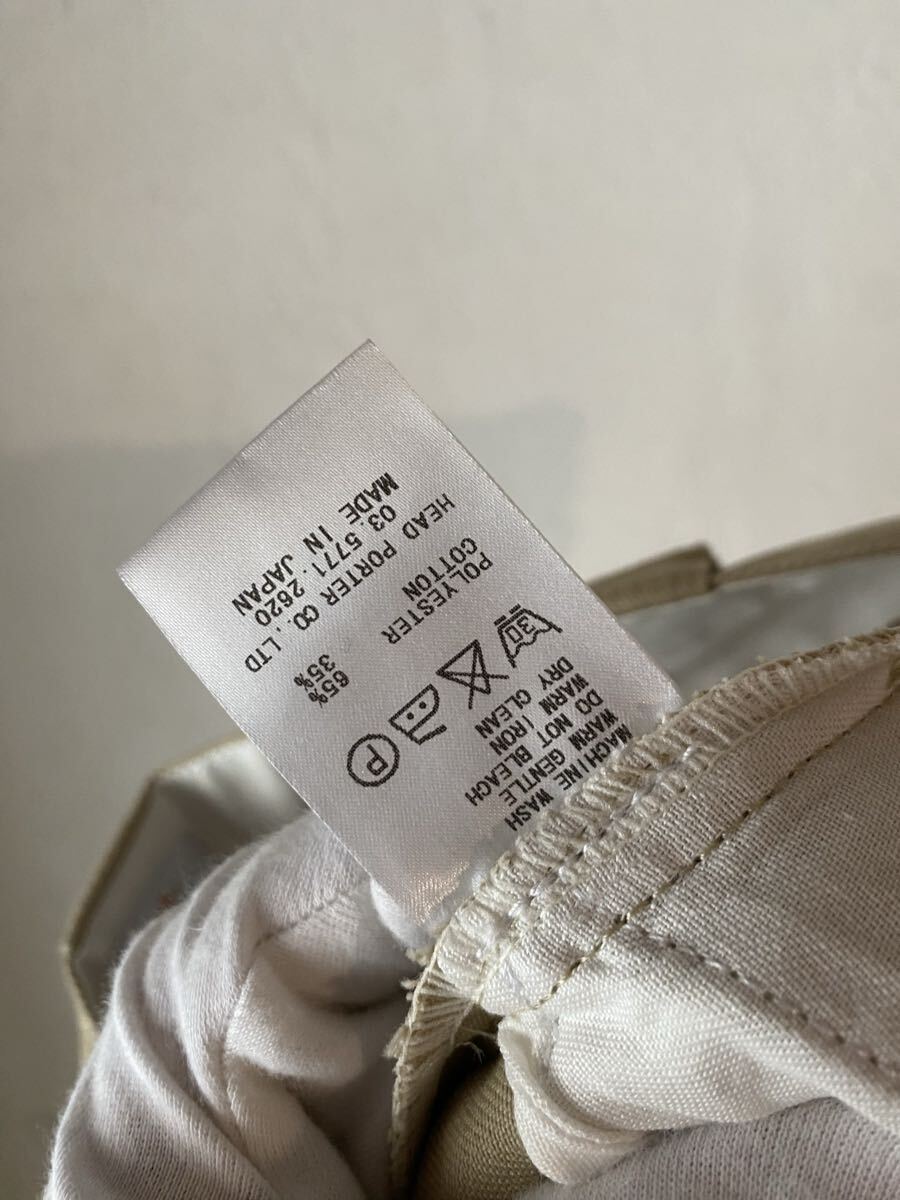 MACHINE WASH
WARM GENTLE
DO NOT BLEACH
WARM IRON
DRY CLEAN
30
P
POLYESTER 65%
COTTON 35%
HEAD PORTER CO.,LTD
03.5771.2620
MADE IN JAPAN